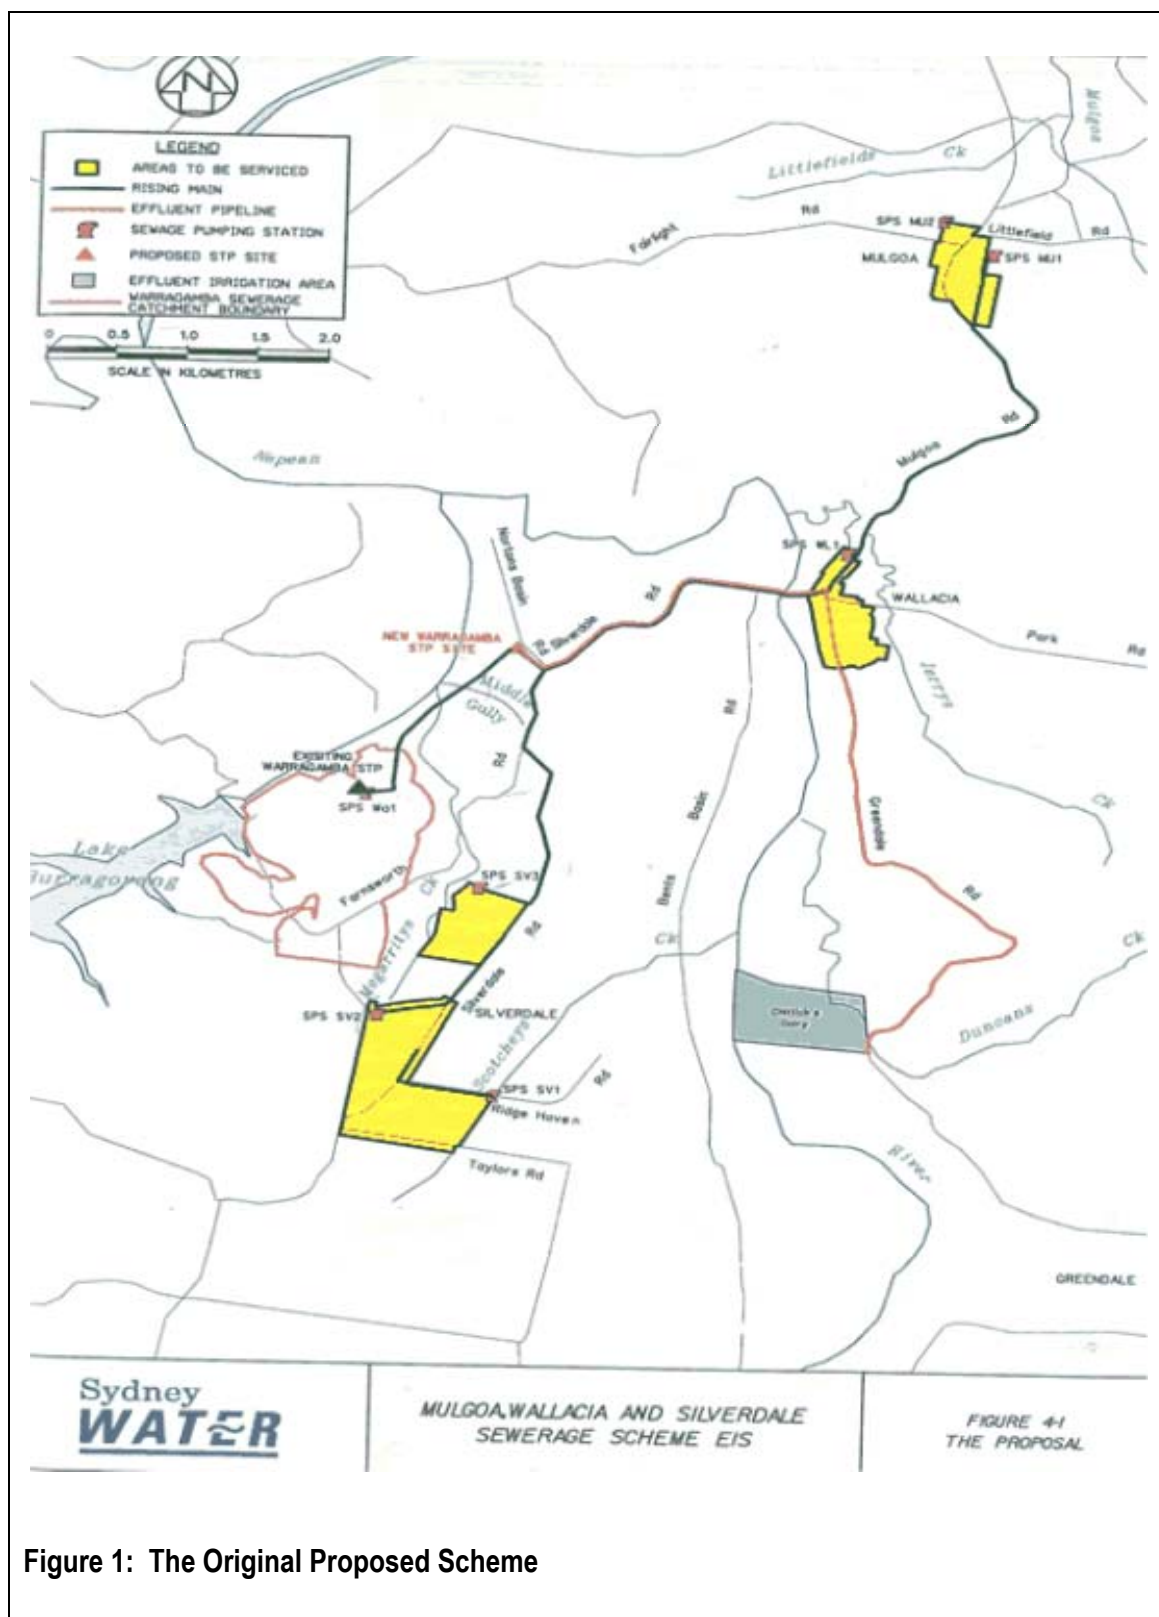 N
LEGEND
AREAS TO BE SERVICED
RISING MAIN
EFFLUENT PIPELINE
SEWAGE PUMPING STATION
PROPOSED STP SITE
EFFLUENT IRRIGATION AREA
WARRAGAMBA SEWERAGE
CATCHMENT BOUNDARY
0 0.5 1.0 1.5 2.0
SCALE IN KILOMETRES
Mulgoa
Littlefields Ck
Fairlight Rd
SPS MU2
Littlefield Rd
MULGOA
SPS MU1
Mulgoa Rd
Nepean
Nortons Basin
Rd
SPS WL1
WALLACIA
Park Rd
Silverdale Rd
NEW WARRAGAMBA
STP SITE
Jerrys
Ck
Middle
Gully
Rd
EXISITING
WARRAGAMBA STP
SPS Wa1
Lake
Burragorang
Farnsworth
Ck
Megarritys
SPS SV3
Rd
Silverdale
SPS SV2
SILVERDALE
Scotcheys
Ck
SPS SV1
Ridge Haven
Rd
Taylors Rd
Bents
Basin
Rd
Greendale
Rd
Duncans
Ck
River
GREENDALE
Sydney
WATER
MULGOA, WALLACIA AND SILVERDALE
SEWERAGE SCHEME EIS
FIGURE 4-1
THE PROPOSAL
Figure 1: The Original Proposed Scheme